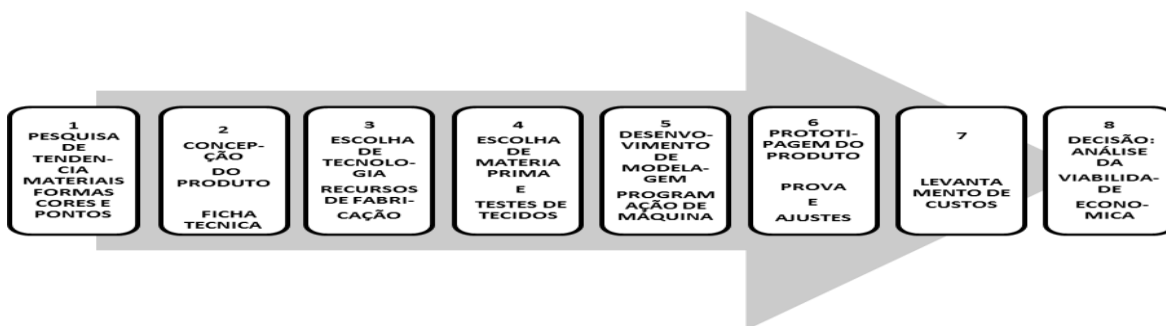 1
PESQUISA
DE
TENDEN-
CIA
MATERIAIS
FORMAS
CORES E
PONTOS
2
CONCEP-
ÇÃO
DO
PRODUTO
FICHA
TECNICA
3
ESCOLHA
DE
TECNOLO-
GIA
RECURSOS
DE FABRI-
CAÇÃO
4
ESCOLHA
DE
MATERIA
PRIMA
E
TESTES DE
TECIDOS
5
DESENVO-
VIMENTO
DE
MODELA-
GEM
PROGRAM
AÇÃO DE
MÁQUINA
6
PROTOTI-
PAGEM DO
PRODUTO
PROVA
E
AJUSTES
7
LEVANTA
MENTO DE
CUSTOS
8
DECISÃO:
ANÁLISE
DA
VIABILIDA-
DE
ECONO-
MICA